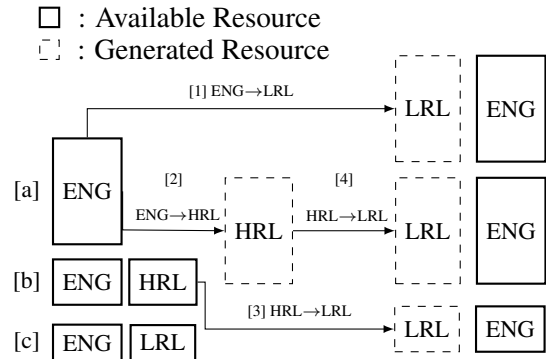 : Available Resource
: Generated Resource
[1] ENG→LRL
LRL ENG
[a] ENG
[2] [4]
ENG→HRL HRL HRL→LRL LRL ENG
[b] ENG HRL
[3] HRL→LRL LRL ENG
[c] ENG LRL